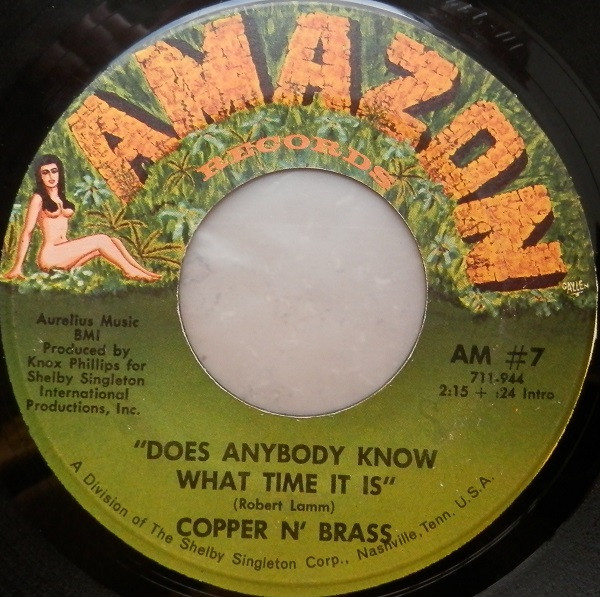 AMAZON
RECORDS
GAYLEN
Aurelius Music
BMI
Produced by
Knox Phillips for
Shelby Singleton
International
Productions, Inc.
AM #7
711-944
2:15 + :24 Intro
"DOES ANYBODY KNOW
WHAT TIME IT IS"
(Robert Lamm)
COPPER N' BRASS
A Division of The Shelby Singleton Corp., Nashville, Tenn. U.S.A.